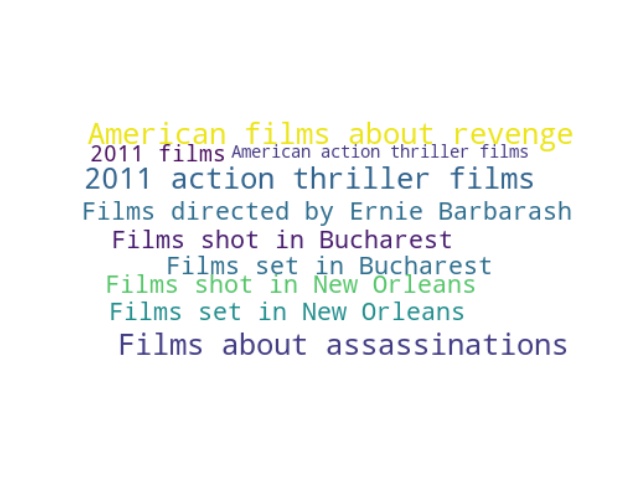 American films about revenge
2011 films American action thriller films
2011 action thriller films
Films directed by Ernie Barbarash
Films shot in Bucharest
Films set in Bucharest
Films shot in New Orleans
Films set in New Orleans
Films about assassinations